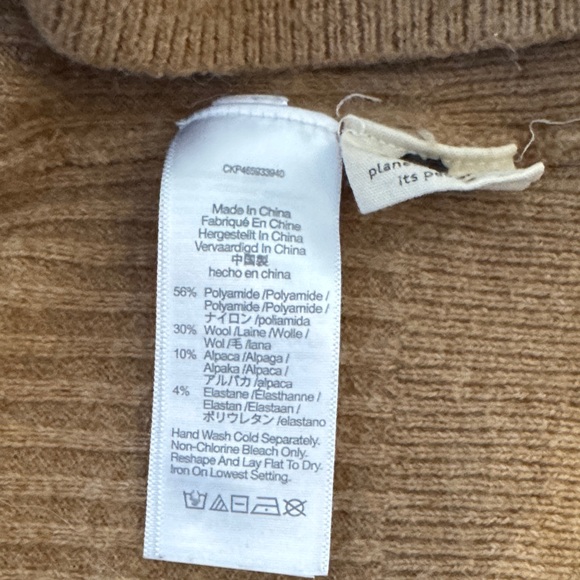 CKP465933940
Made In China
Fabriqué En Chine
Hergestellt In China
Vervaardigd In China
中国製
hecho en china
56% Polyamide /Polyamide /
Polyamide /Polyamide /
ナイロン /poliamida
30% Wool /Laine /Wolle /
Wol /毛 /lana
10% Alpaca /Alpaga /
Alpaka /Alpaca /
アルパカ /alpaca
4% Elastane /Élasthanne /
Elastan /Elastaan /
ポリウレタン /elastano
Hand Wash Cold Separately.
Non-Chlorine Bleach Only.
Reshape And Lay Flat To Dry.
Iron On Lowest Setting.
its